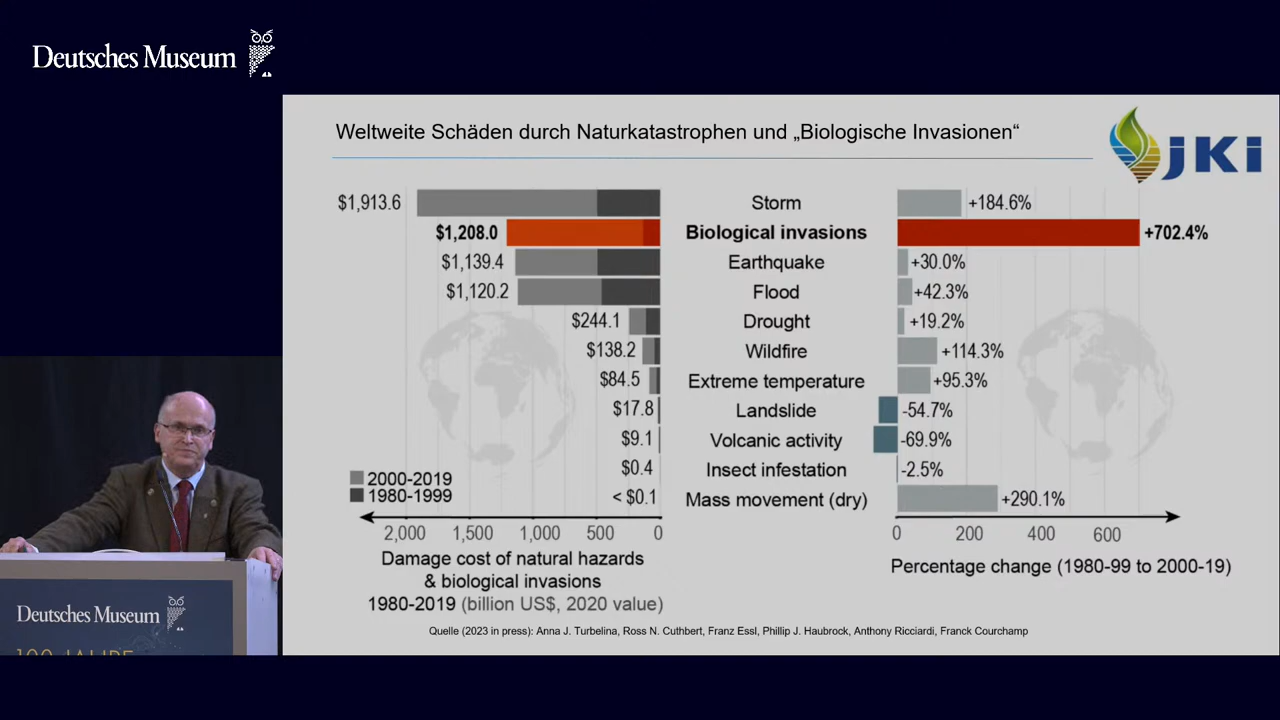 Deutsches Museum
Weltweite Schäden durch Naturkatastrophen und „Biologische Invasionen“
JKI
$1,913.6 Storm +184.6%
$1,208.0 Biological invasions +702.4%
$1,139.4 Earthquake +30.0%
$1,120.2 Flood +42.3%
$244.1 Drought +19.2%
$138.2 Wildfire +114.3%
$84.5 Extreme temperature +95.3%
$17.8 Landslide -54.7%
$9.1 Volcanic activity -69.9%
$0.4 Insect infestation -2.5%
< $0.1 Mass movement (dry) +290.1%
2000-2019
1980-1999
2,000 1,500 1,000 500 0
Damage cost of natural hazards
& biological invasions
1980-2019 (billion US$, 2020 value)
0 200 400 600
Percentage change (1980-99 to 2000-19)
Quelle (2023 in press): Anna J. Turbelina, Ross N. Cuthbert, Franz Essl, Phillip J. Haubrock, Anthony Ricciardi, Franck Courchamp
Deutsches Museum
100 JAHRE